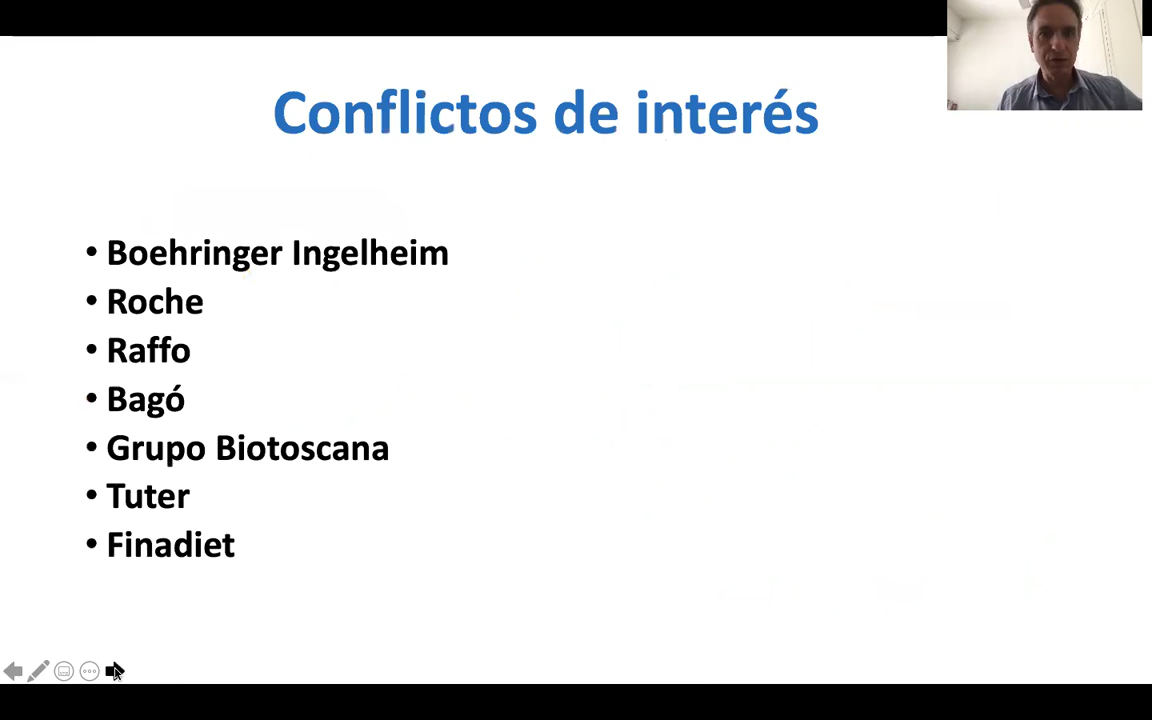 Conflictos de interés
• Boehringer Ingelheim
• Roche
• Raffo
• Bagó
• Grupo Biotoscana
• Tuter
• Finadiet